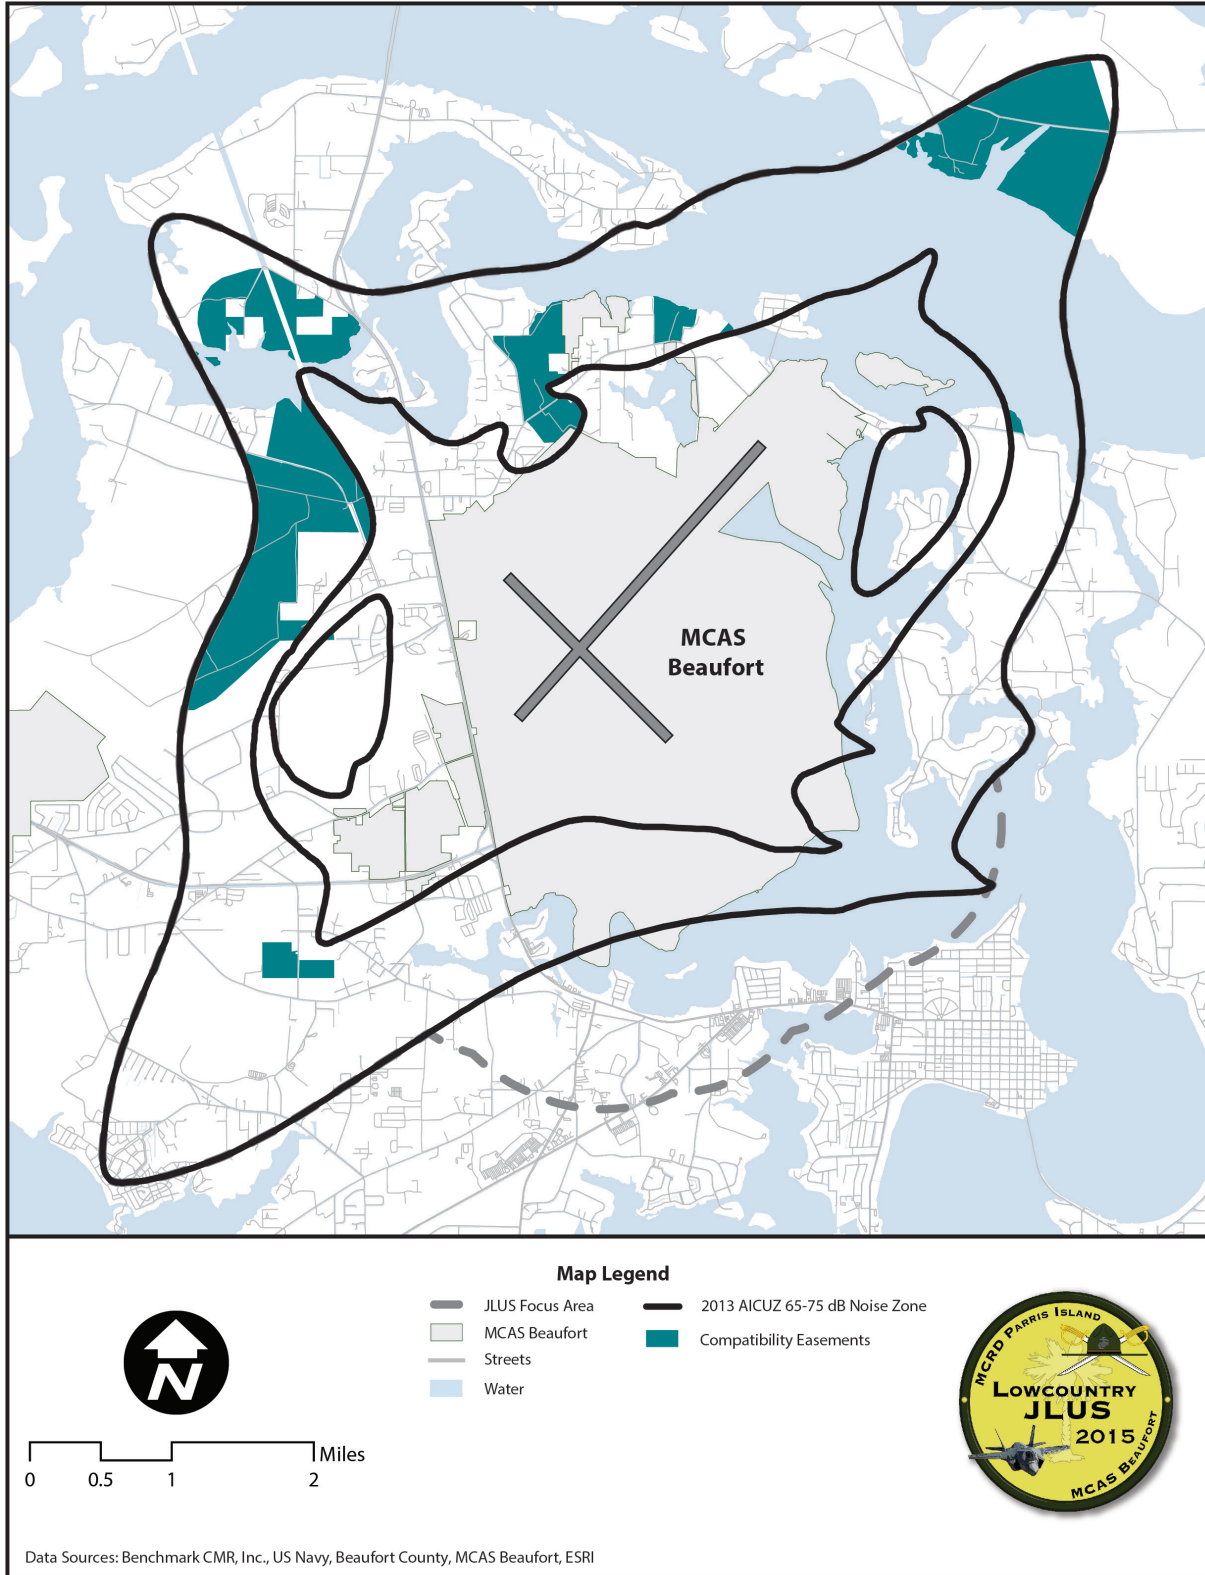 MCAS
Beaufort
Map Legend
JLUS Focus Area
MCAS Beaufort
Streets
Water
2013 AICUZ 65-75 dB Noise Zone
Compatibility Easements
N
Miles
0 0.5 1 2
MCRD PARRIS ISLAND
LOWCOUNTRY
JLUS
2015
MCAS BEAUFORT
Data Sources: Benchmark CMR, Inc., US Navy, Beaufort County, MCAS Beaufort, ESRI